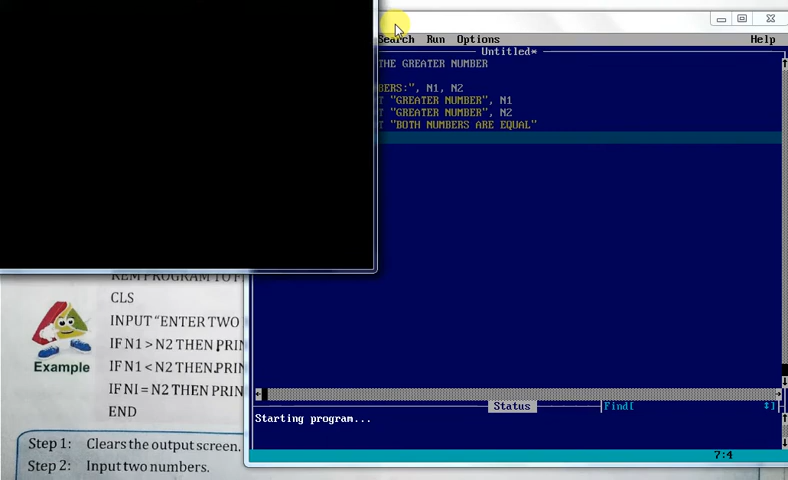 Search Run Options Help
Untitled*
THE GREATER NUMBER
BERS:", N1, N2
T "GREATER NUMBER", N1
T "GREATER NUMBER", N2
T "BOTH NUMBERS ARE EQUAL"
REM PROGRAM TO F
CLS
INPUT "ENTER TWO
IF N1 > N2 THEN PRIN
IF N1 < N2 THEN PRIN
IF NI = N2 THEN PRIN
END
Example
Status
Find[
Starting program...
Step 1: Clears the output screen.
Step 2: Input two numbers.
7:4